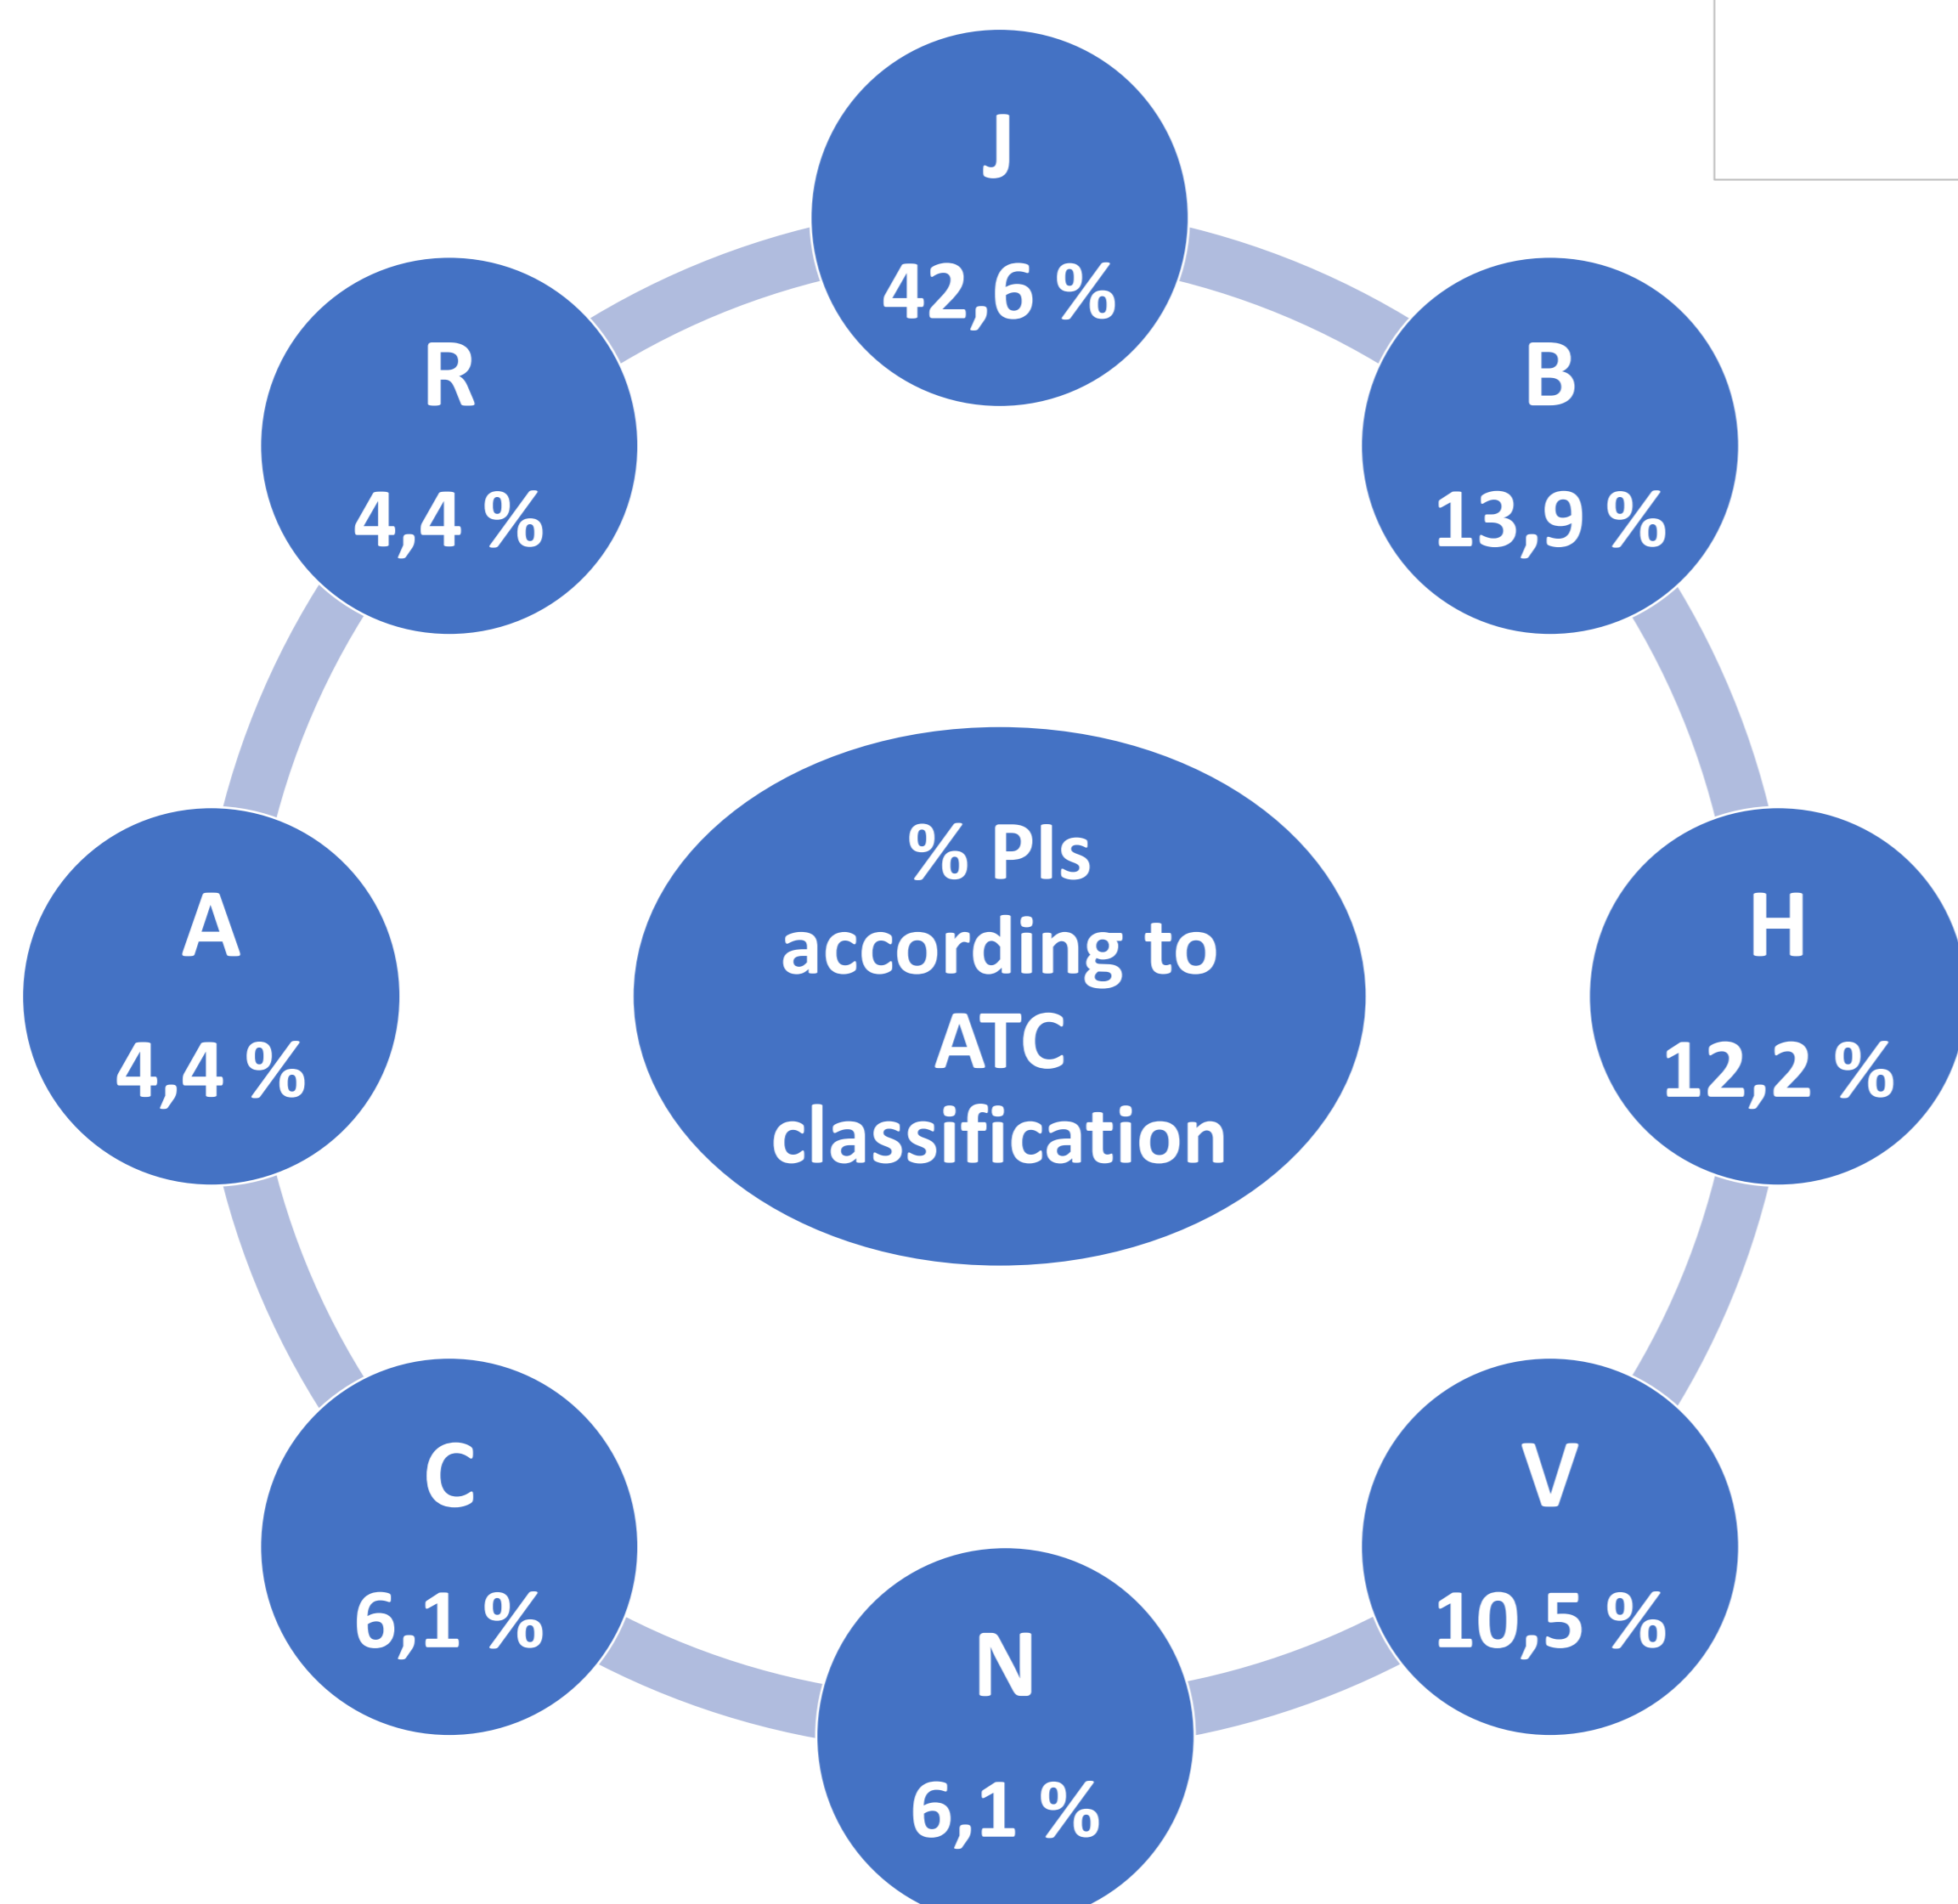 J
42,6 %
B
13,9 %
H
12,2 %
V
10,5 %
N
6,1 %
C
6,1 %
A
4,4 %
R
4,4 %
% PIs
according to
ATC
classification